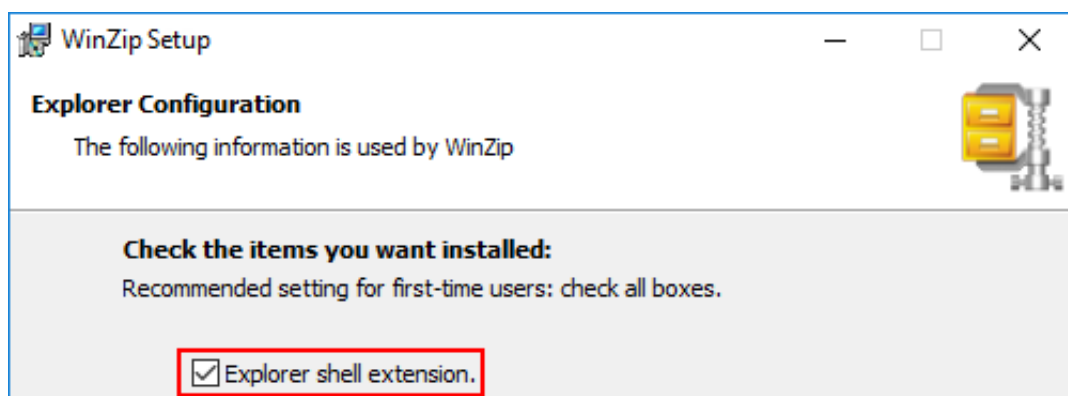 WinZip Setup
Explorer Configuration
The following information is used by WinZip
Check the items you want installed:
Recommended setting for first-time users: check all boxes.
Explorer shell extension.